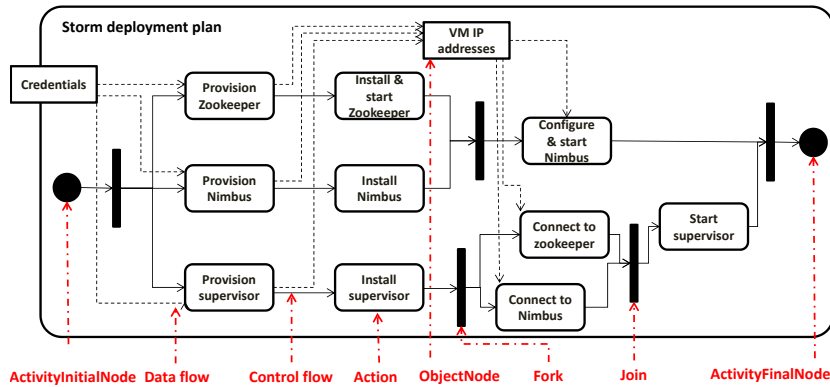 Storm deployment plan
VM IP
addresses
Credentials
Provision
Zookeeper
Install &
start
Zookeeper
Configure
& start
Nimbus
Provision
Nimbus
Install
Nimbus
Connect to
zookeeper
Start
supervisor
Provision
supervisor
Install
supervisor
Connect to
Nimbus
ActivityInitialNode Data flow Control flow Action ObjectNode Fork Join ActivityFinalNode